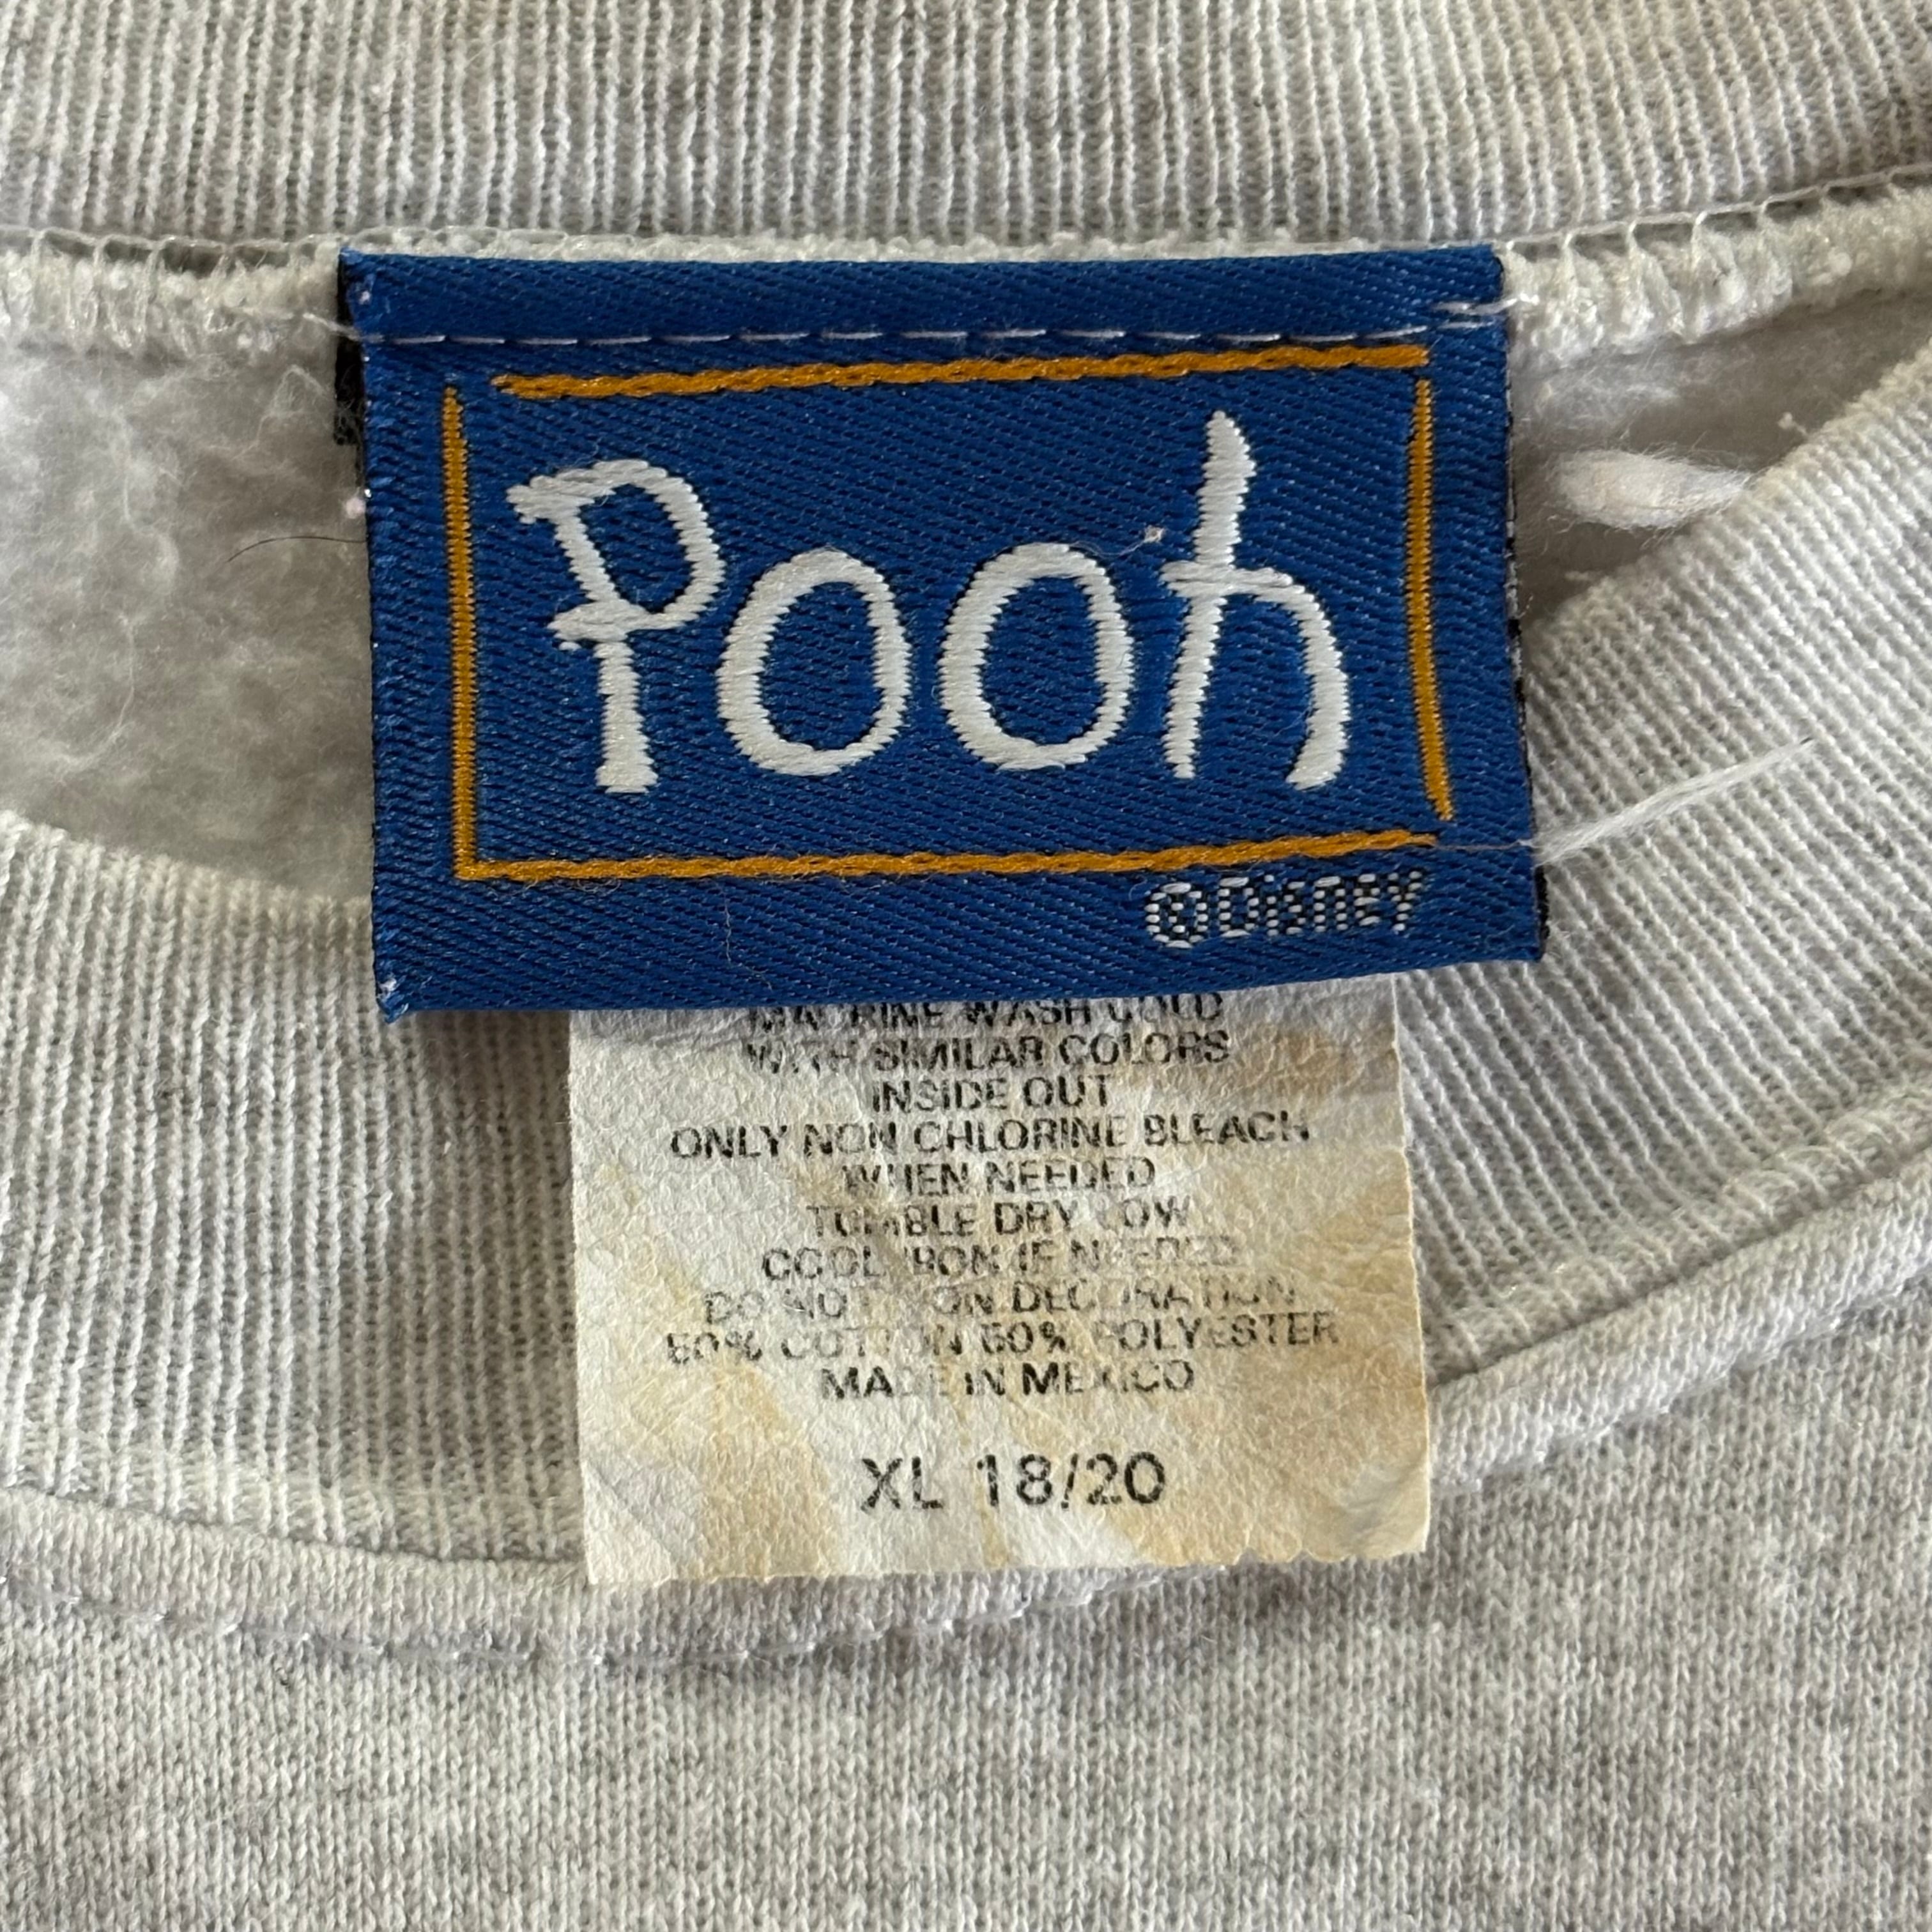 Pooh
©Disney
MACHINE WASH COLD
WITH SIMILAR COLORS
INSIDE OUT
ONLY NON CHLORINE BLEACH
WHEN NEEDED
TUMBLE DRY LOW
COOL IRON IF NEEDED
DO NOT IRON DECORATION
50% COTTON 50% POLYESTER
MADE IN MEXICO
XL 18/20